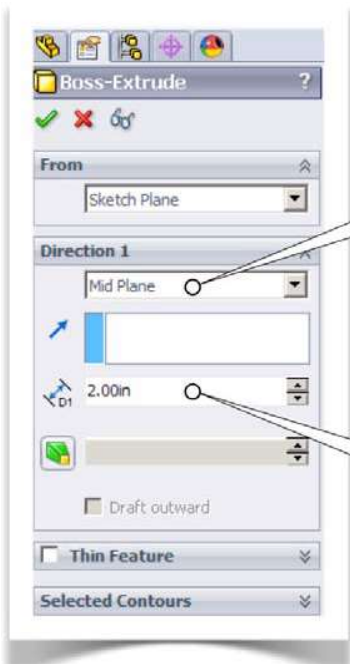 Boss-Extrude ?
From
Sketch Plane
Direction 1
Mid Plane
D1
2.00in
Draft outward
Thin Feature
Selected Contours